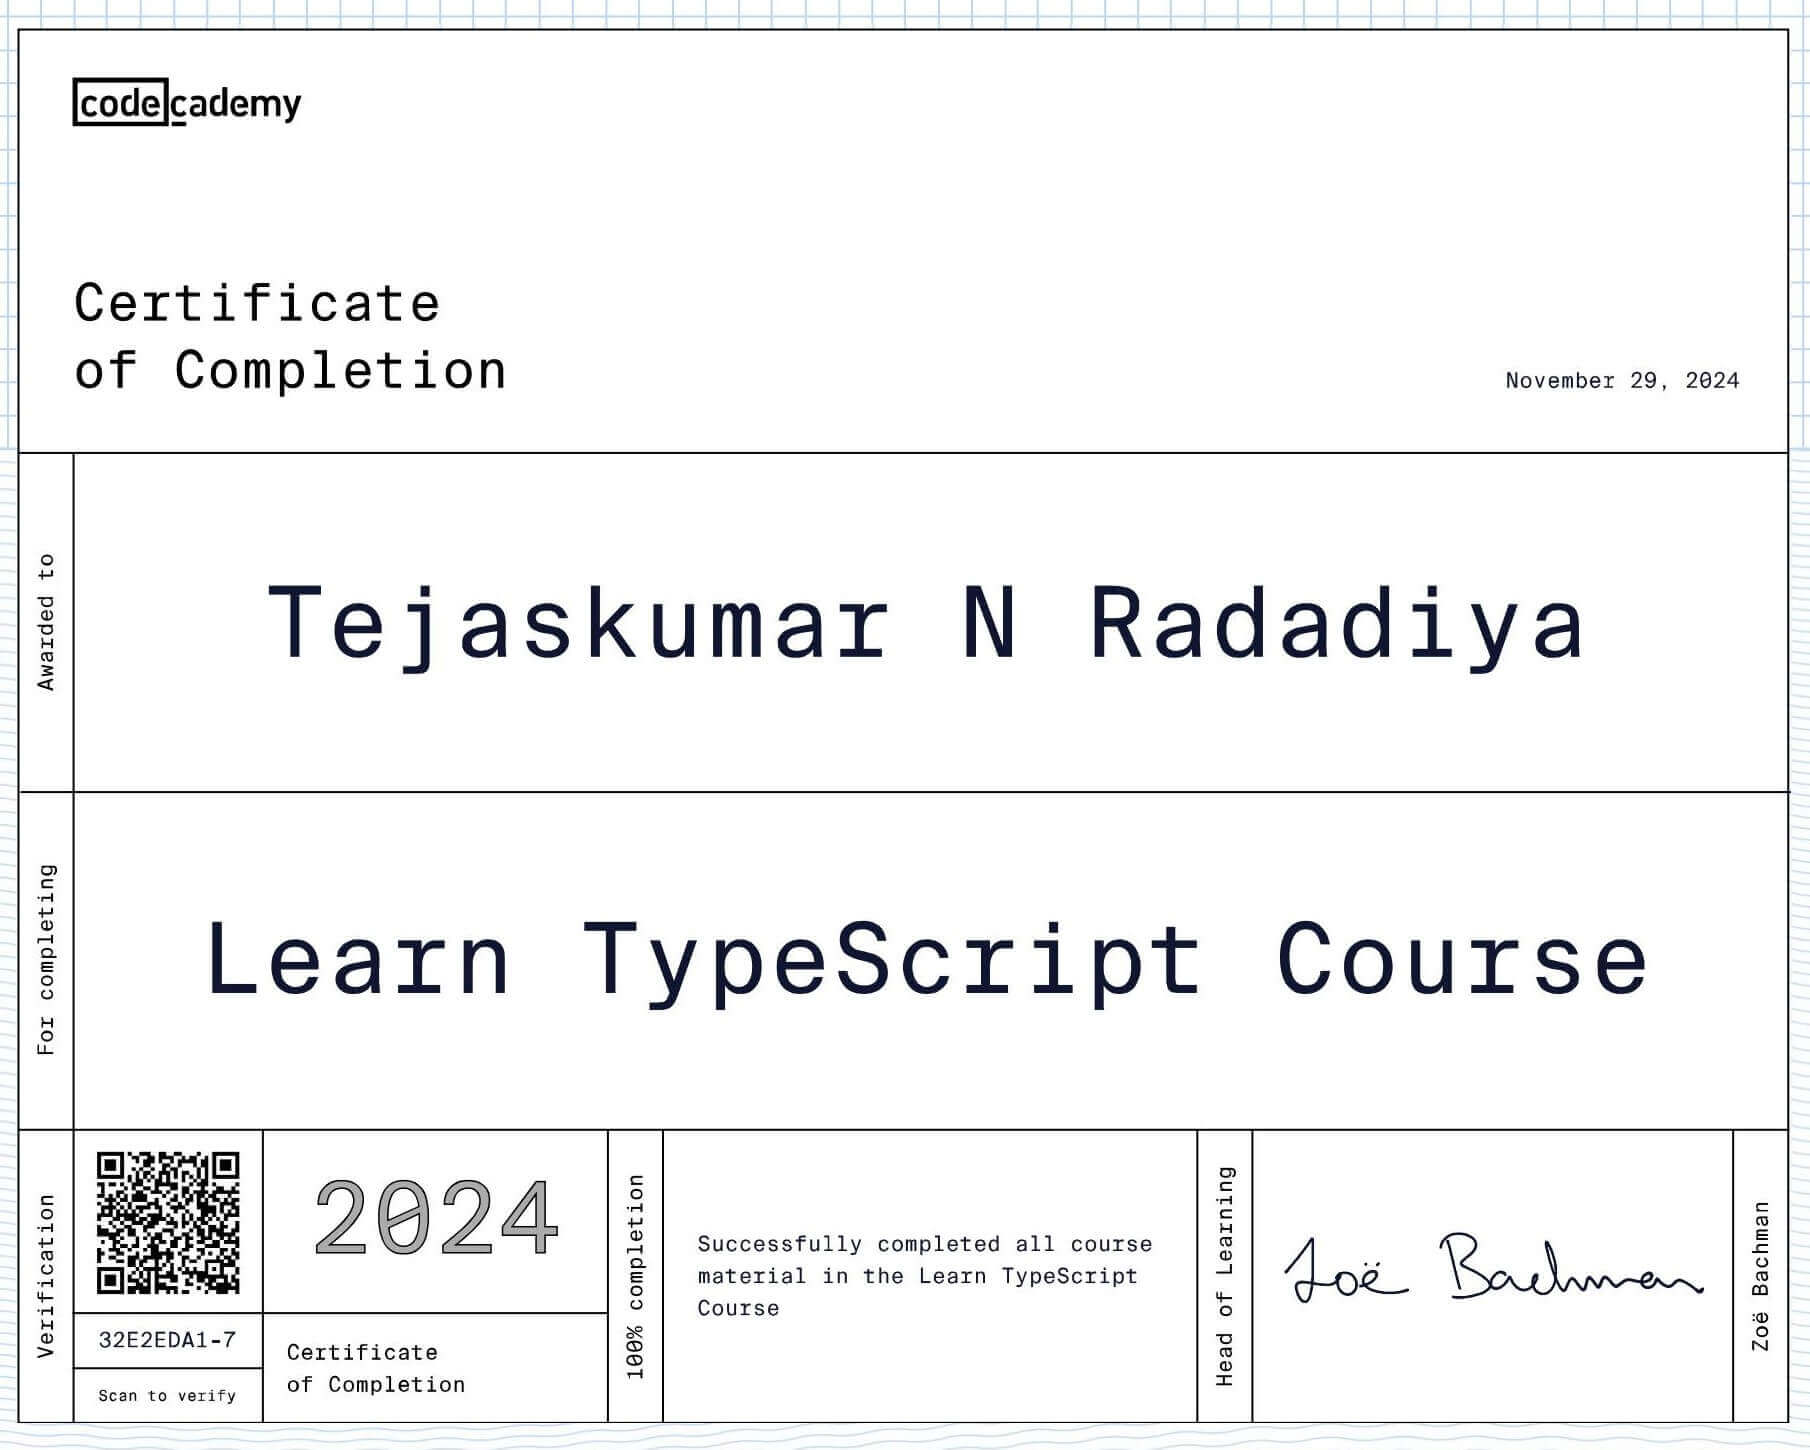 codecademy
Certificate
of Completion
November 29, 2024
Awarded to
Tejaskumar N Radadiya
For completing
Learn TypeScript Course
Verification
32E2EDA1-7
Scan to verify
2024
Certificate
of Completion
100% completion
Successfully completed all course
material in the Learn TypeScript
Course
Head of Learning
Zoë Bachman
Zoë Bachman